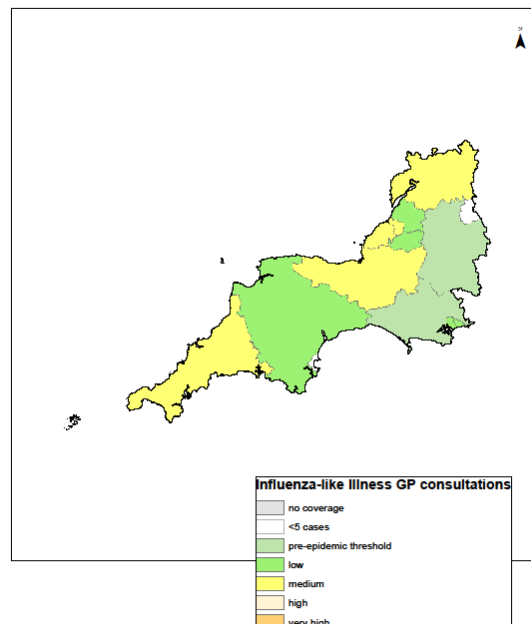 N
Influenza-like Illness GP consultations
no coverage
<5 cases
pre-epidemic threshold
low
medium
high
very high